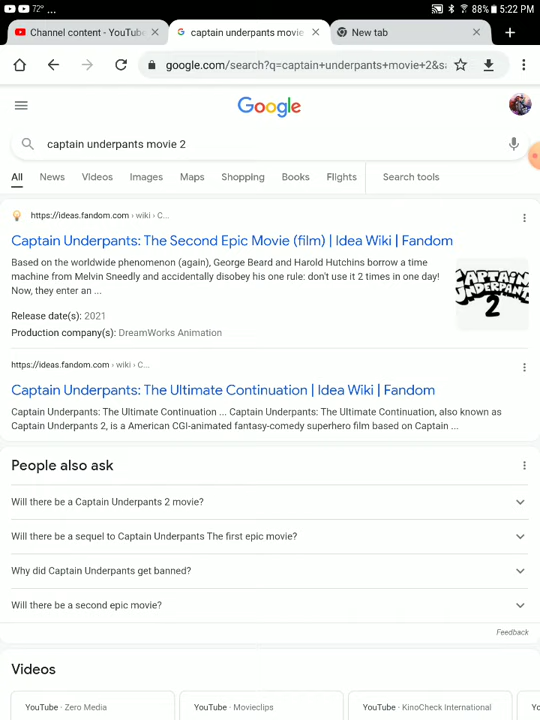 72° ...
88% 5:22 PM
Channel content - YouTube
captain underpants movie
New tab
google.com/search?q=captain+underpants+movie+2&s
Google
captain underpants movie 2
All News Videos Images Maps Shopping Books Flights Search tools
https://ideas.fandom.com › wiki › C...
Captain Underpants: The Second Epic Movie (film) | Idea Wiki | Fandom
Based on the worldwide phenomenon (again), George Beard and Harold Hutchins borrow a time
machine from Melvin Sneedly and accidentally disobey his one rule: don't use it 2 times in one day!
Now, they enter an ...
CAPTAIN
UNDERPANTS
2
Release date(s): 2021
Production company(s): DreamWorks Animation
https://ideas.fandom.com › wiki › C...
Captain Underpants: The Ultimate Continuation | Idea Wiki | Fandom
Captain Underpants: The Ultimate Continuation ... Captain Underpants: The Ultimate Continuation, also known as
Captain Underpants 2, is a American CGI-animated fantasy-comedy superhero film based on Captain ...
People also ask
Will there be a Captain Underpants 2 movie?
Will there be a sequel to Captain Underpants The first epic movie?
Why did Captain Underpants get banned?
Will there be a second epic movie?
Feedback
Videos
YouTube · Zero Media
YouTube · Movieclips
YouTube · KinoCheck International